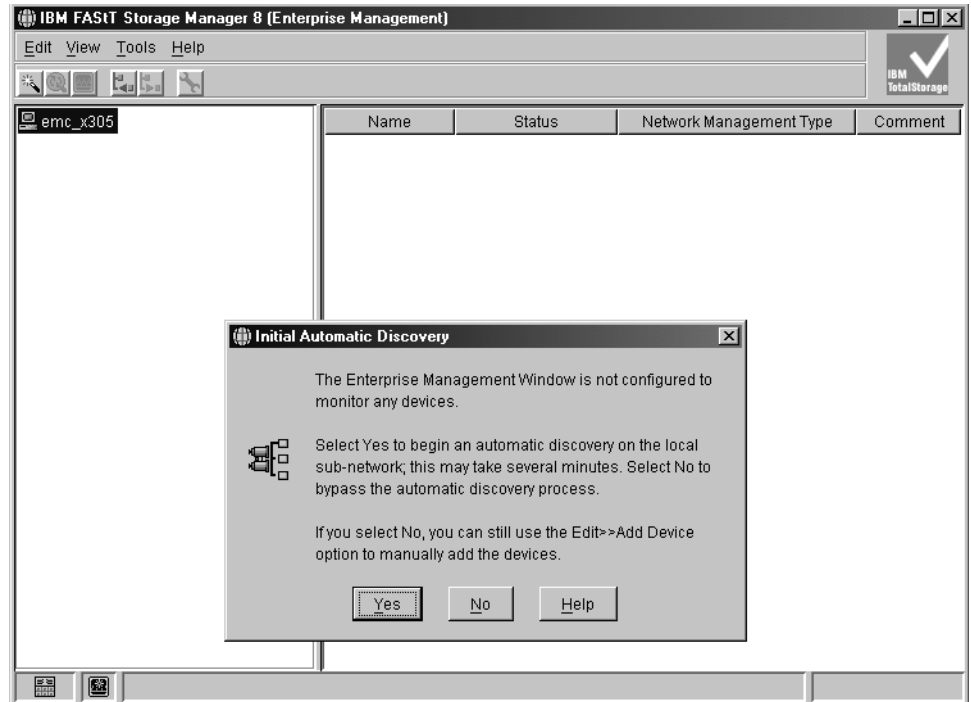 IBM FAStT Storage Manager 8 (Enterprise Management)
Edit View Tools Help
IBM
TotalStorage
emc_x305
Name Status Network Management Type Comment
Initial Automatic Discovery
The Enterprise Management Window is not configured to
monitor any devices.
Select Yes to begin an automatic discovery on the local
sub-network; this may take several minutes. Select No to
bypass the automatic discovery process.
If you select No, you can still use the Edit>>Add Device
option to manually add the devices.
Yes No Help